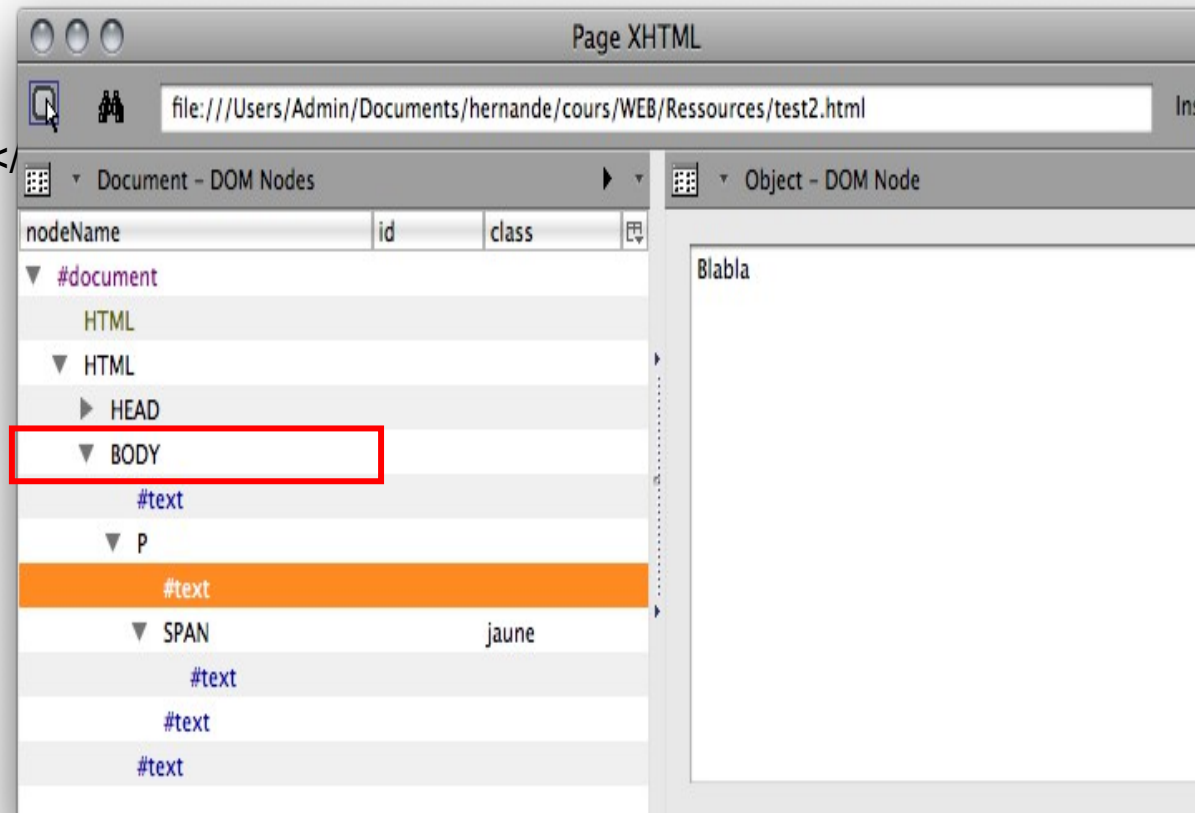 Page XHTML
file:///Users/Admin/Documents/hernande/cours/WEB/Ressources/test2.html
Ins
</
Document – DOM Nodes
Object – DOM Node
nodeName id class
Blabla
#document
HTML
HTML
HEAD
BODY
#text
P
#text
SPAN jaune
#text
#text
#text